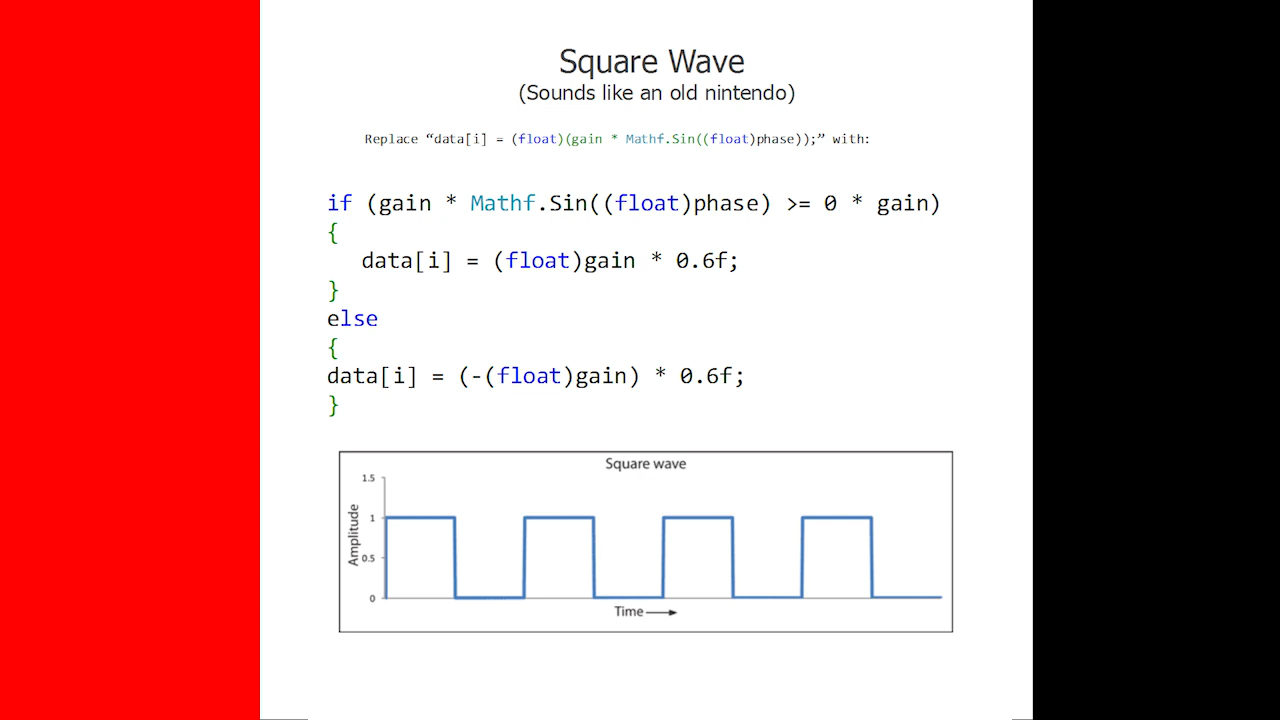 Square Wave
(Sounds like an old nintendo)
Replace “data[i] = (float)(gain * Mathf.Sin((float)phase));” with:
if (gain * Mathf.Sin((float)phase) >= 0 * gain)
{
data[i] = (float)gain * 0.6f;
}
else
{
data[i] = (-(float)gain) * 0.6f;
}
Square wave
1.5
1
0.5
0
Amplitude
Time